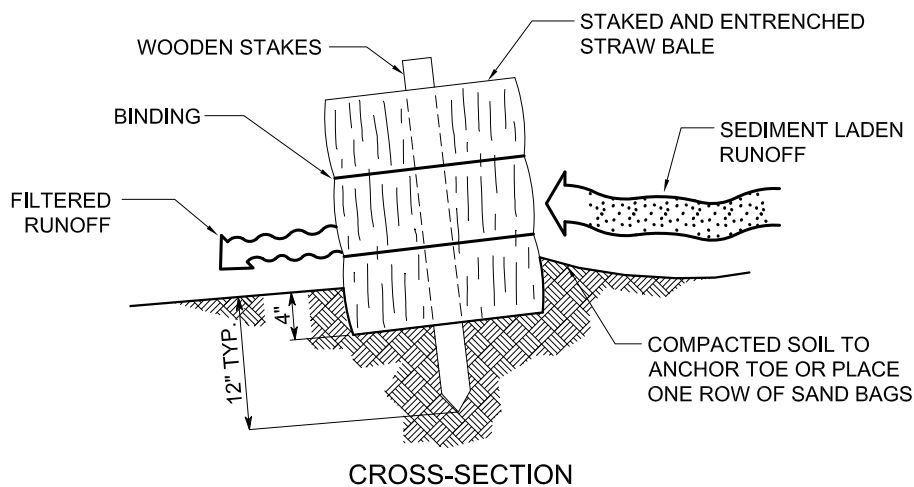 WOODEN STAKES
STAKED AND ENTRENCHED
STRAW BALE
BINDING
SEDIMENT LADEN
RUNOFF
FILTERED
RUNOFF
4"
12" TYP.
COMPACTED SOIL TO
ANCHOR TOE OR PLACE
ONE ROW OF SAND BAGS
CROSS-SECTION